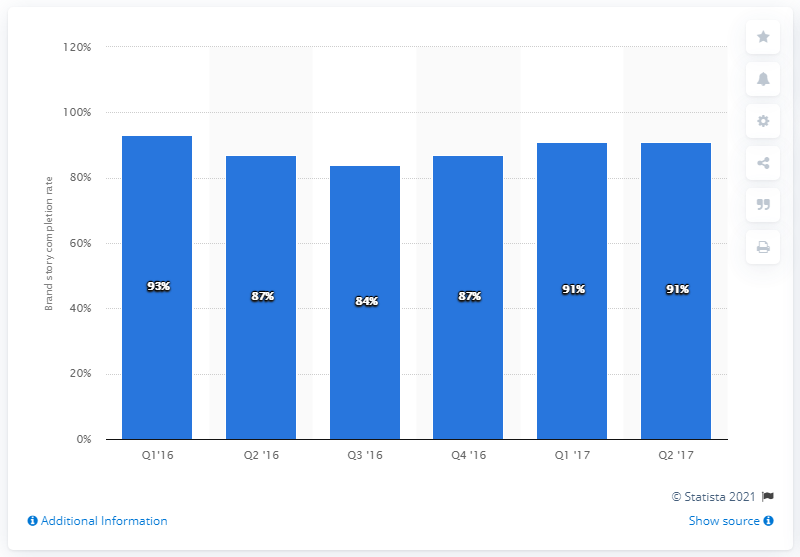 120%
100%
80%
60%
40%
20%
0%
Brand story completion rate
93%
87%
84%
87%
91%
91%
Q1'16
Q2 '16
Q3 '16
Q4 '16
Q1 '17
Q2 '17
© Statista 2021
Additional Information
Show source